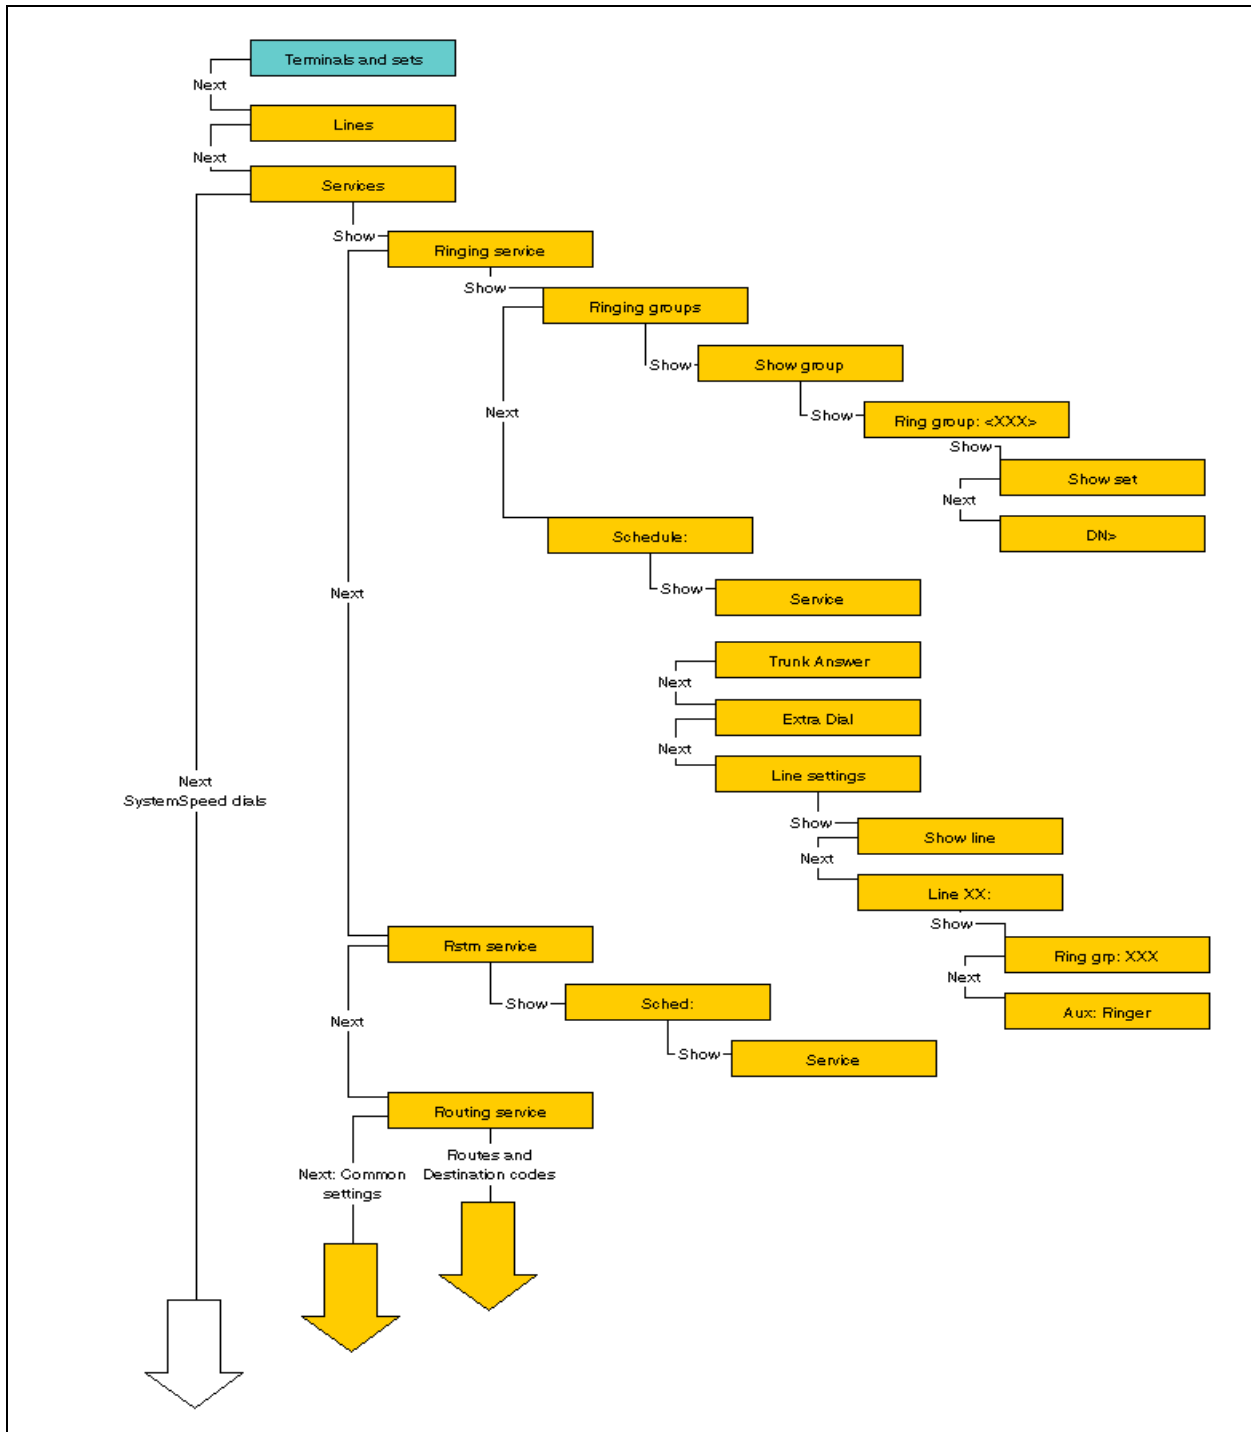 Terminals and sets
Next
Lines
Next
Services
Show
Ringing service
Show
Ringing groups
Show
Show group
Next
Show
Ring group: <XXX>
Show
Show set
Next
DN>
Schedule:
Show
Service
Next
Trunk Answer
Next
Extra Dial
Next
Line settings
Next
SystemSpeed dials
Show
Show line
Next
Line XX:
Show
Rstrn service
Ring grp: XXX
Next
Show
Sched:
Aux: Ringer
Next
Show
Service
Routing service
Routes and
Destination codes
Next: Common
settings